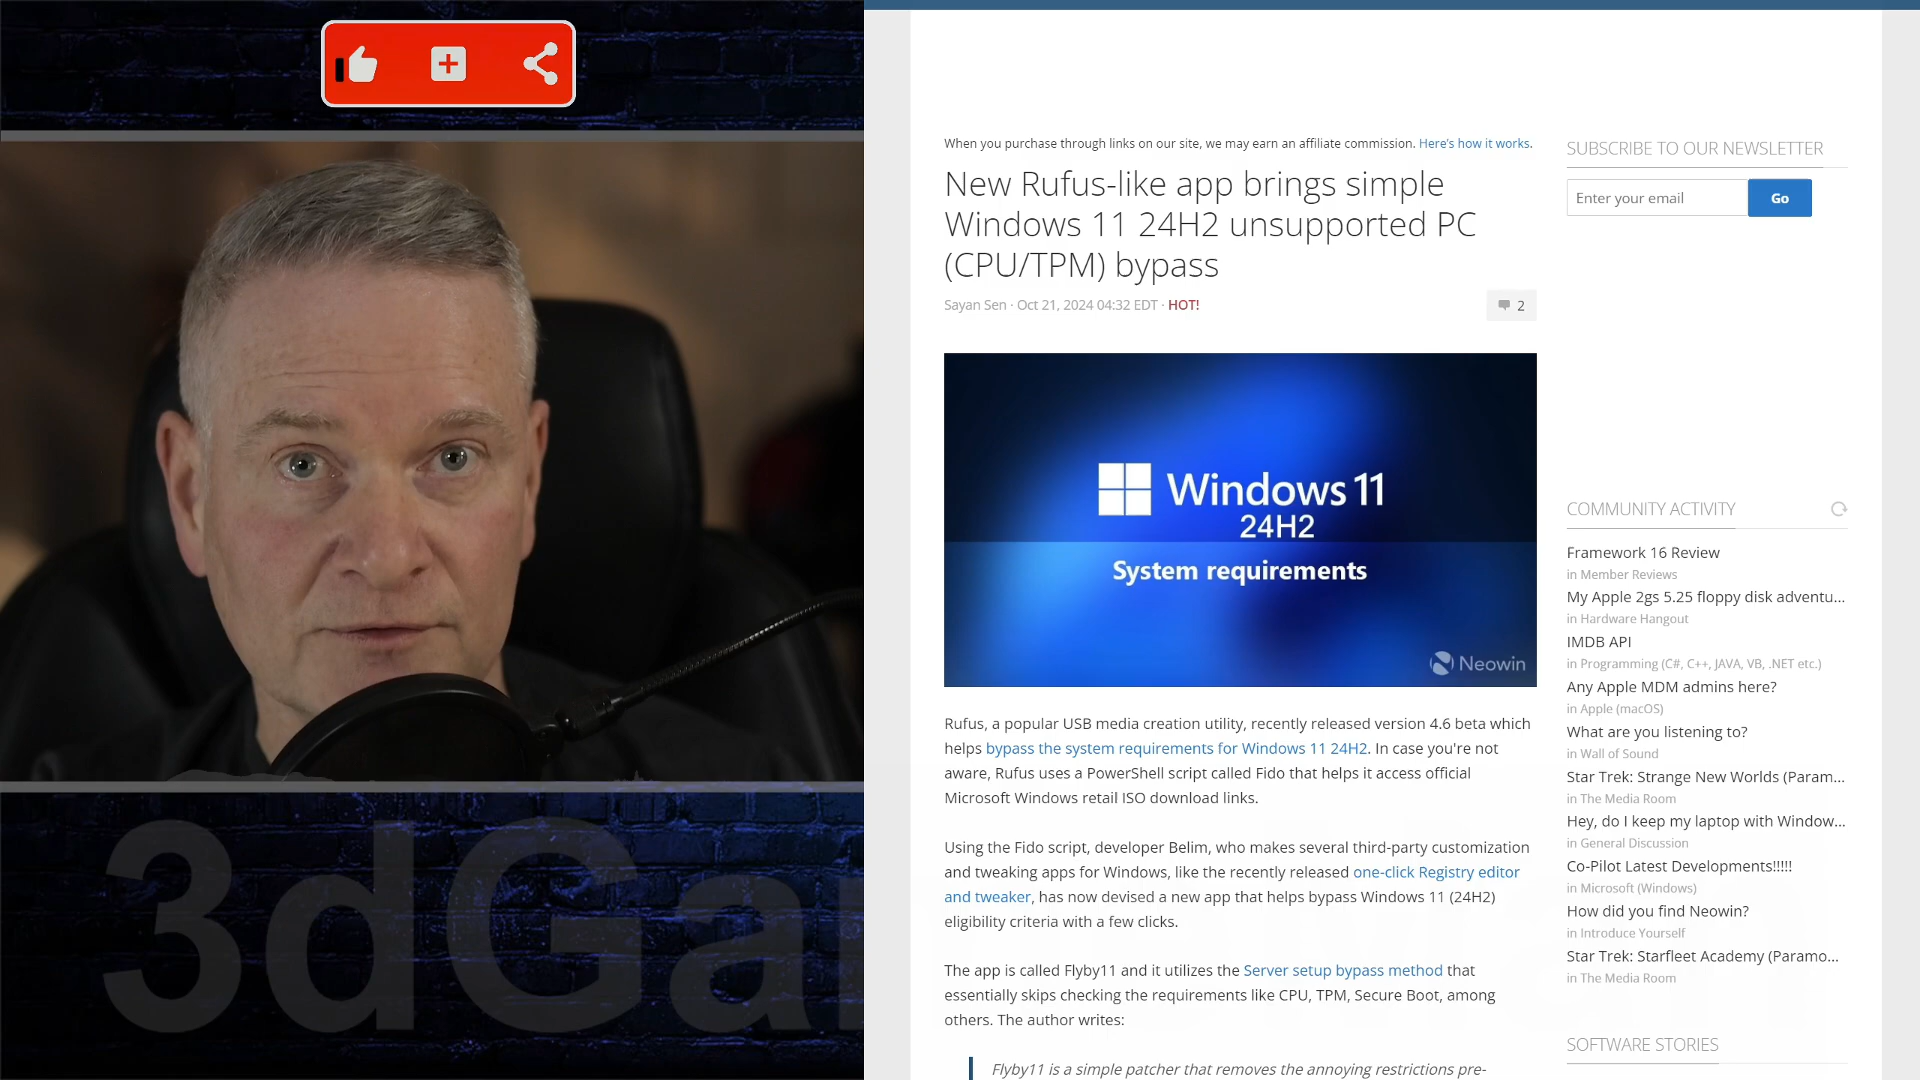 3dGa
When you purchase through links on our site, we may earn an affiliate commission. Here's how it works.
New Rufus-like app brings simple
Windows 11 24H2 unsupported PC
(CPU/TPM) bypass
Sayan Sen · Oct 21, 2024 04:32 EDT · HOT!
2
Windows 11
24H2
System requirements
Neowin
Rufus, a popular USB media creation utility, recently released version 4.6 beta which
helps bypass the system requirements for Windows 11 24H2. In case you're not
aware, Rufus uses a PowerShell script called Fido that helps it access official
Microsoft Windows retail ISO download links.
Using the Fido script, developer Belim, who makes several third-party customization
and tweaking apps for Windows, like the recently released one-click Registry editor
and tweaker, has now devised a new app that helps bypass Windows 11 (24H2)
eligibility criteria with a few clicks.
The app is called Flyby11 and it utilizes the Server setup bypass method that
essentially skips checking the requirements like CPU, TPM, Secure Boot, among
others. The author writes:
Flyby11 is a simple patcher that removes the annoying restrictions pre-
SUBSCRIBE TO OUR NEWSLETTER
Enter your email
Go
COMMUNITY ACTIVITY
Framework 16 Review
in Member Reviews
My Apple 2gs 5.25 floppy disk adventu...
in Hardware Hangout
IMDB API
in Programming (C#, C++, JAVA, VB, .NET etc.)
Any Apple MDM admins here?
in Apple (macOS)
What are you listening to?
in Wall of Sound
Star Trek: Strange New Worlds (Param...
in The Media Room
Hey, do I keep my laptop with Window...
in General Discussion
Co-Pilot Latest Developments!!!!!
in Microsoft (Windows)
How did you find Neowin?
in Introduce Yourself
Star Trek: Starfleet Academy (Paramo...
in The Media Room
SOFTWARE STORIES